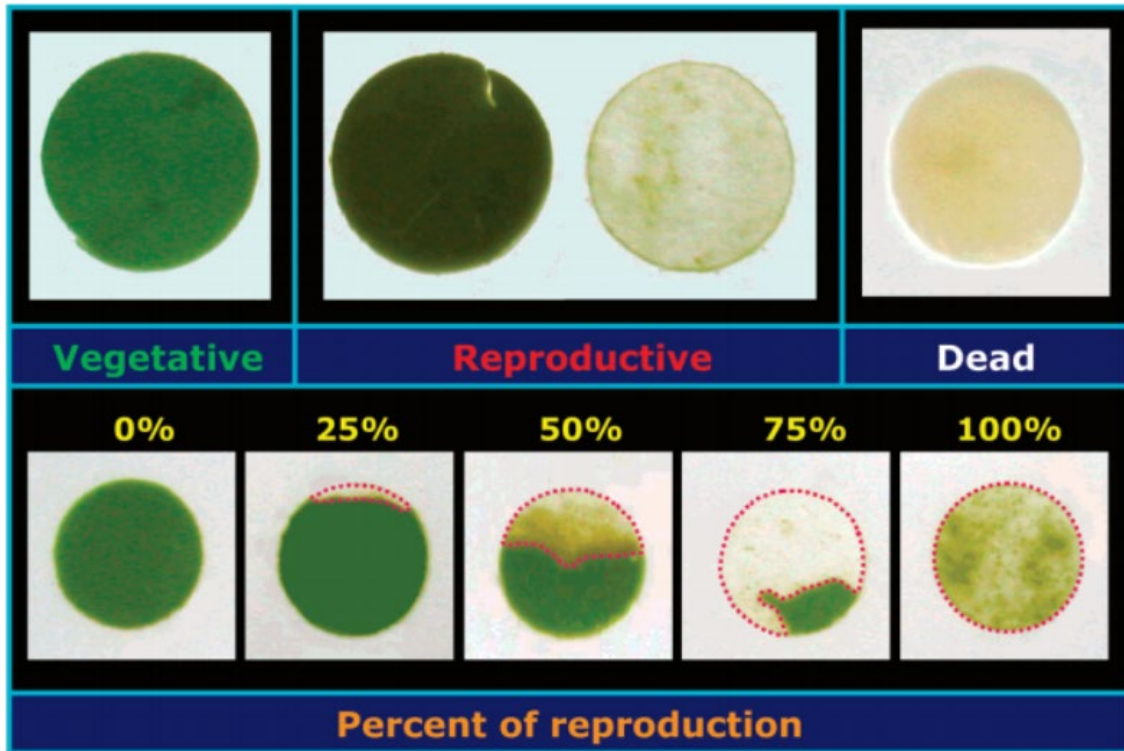 Vegetative
Reproductive
Dead
0%
25%
50%
75%
100%
Percent of reproduction